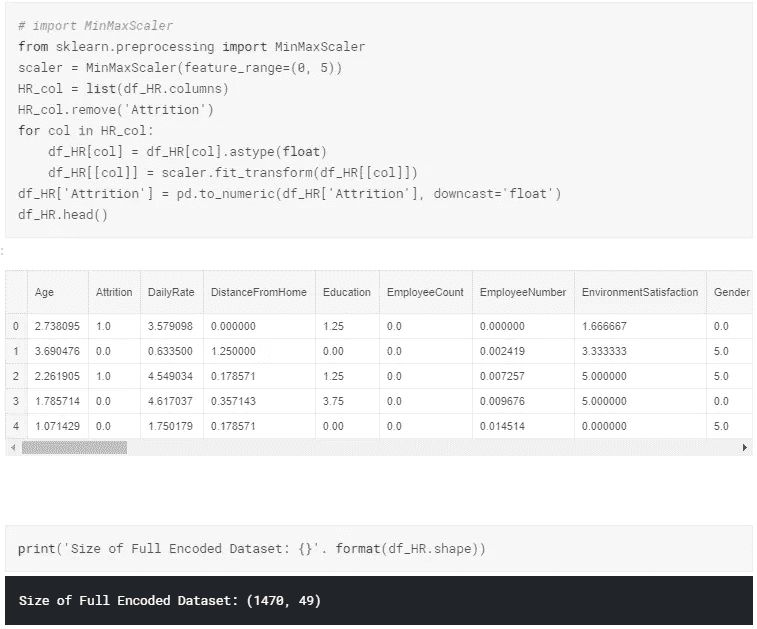 # import MinMaxScaler
from sklearn.preprocessing import MinMaxScaler
scaler = MinMaxScaler(feature_range=(0, 5))
HR_col = list(df_HR.columns)
HR_col.remove('Attrition')
for col in HR_col:
    df_HR[col] = df_HR[col].astype(float)
    df_HR[[col]] = scaler.fit_transform(df_HR[[col]])
df_HR['Attrition'] = pd.to_numeric(df_HR['Attrition'], downcast='float')
df_HR.head()
:
Age Attrition DailyRate DistanceFromHome Education EmployeeCount EmployeeNumber EnvironmentSatisfaction Gender
0 2.738095 1.0 3.579098 0.000000 1.25 0.0 0.000000 1.666667 0.0
1 3.690476 0.0 0.633500 1.250000 0.00 0.0 0.002419 3.333333 5.0
2 2.261905 1.0 4.549034 0.178571 1.25 0.0 0.007257 5.000000 5.0
3 1.785714 0.0 4.617037 0.357143 3.75 0.0 0.009676 5.000000 0.0
4 1.071429 0.0 1.750179 0.178571 0.00 0.0 0.014514 0.000000 5.0
print('Size of Full Encoded Dataset: {}'. format(df_HR.shape))
Size of Full Encoded Dataset: (1470, 49)